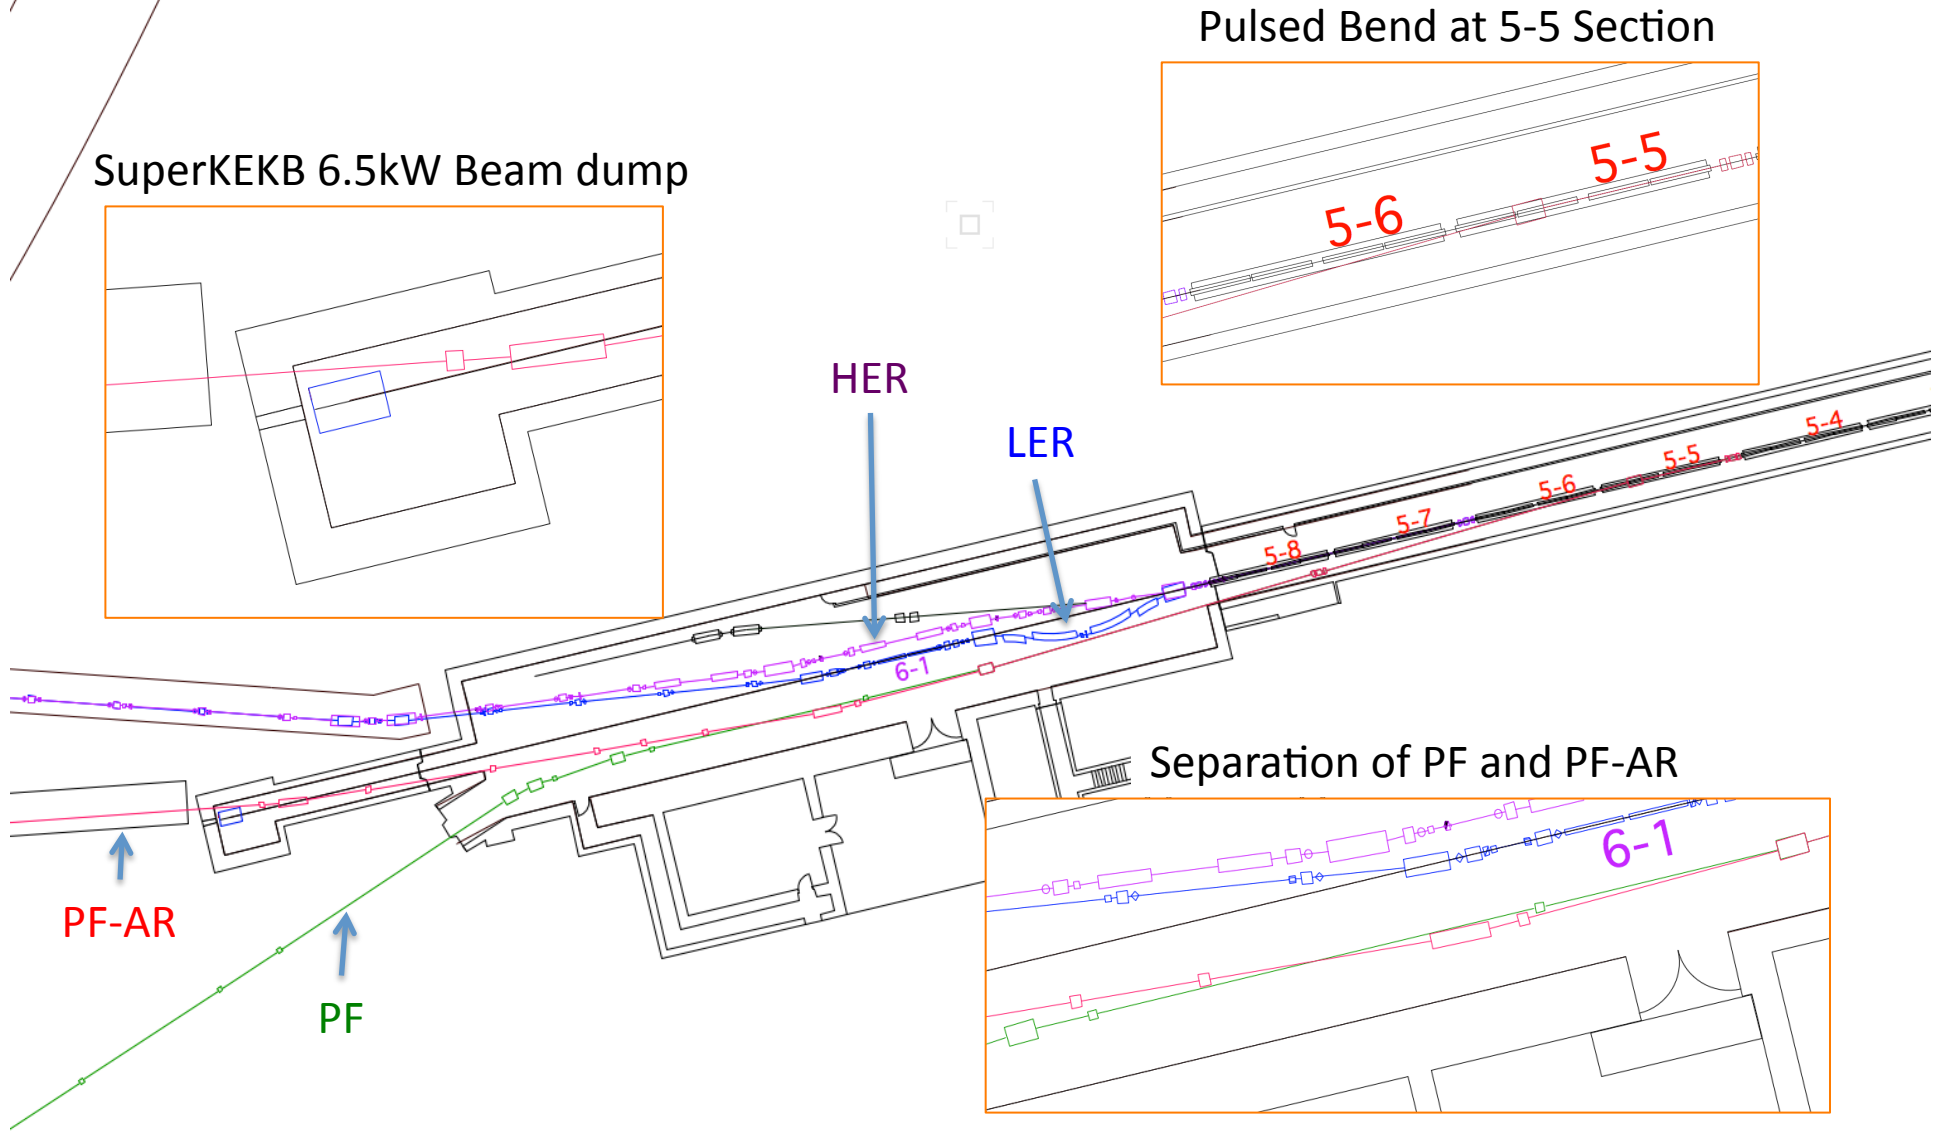 Pulsed Bend at 5-5 Section
5-5
5-6
SuperKEKB 6.5kW Beam dump
HER
LER
5-4
5-5
5-6
5-7
5-8
6-1
Separation of PF and PF-AR
6-1
PF-AR
PF